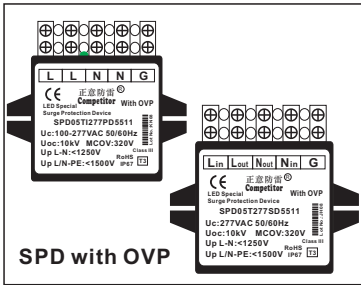 L L N N G
CE 正意防雷®
Competitor With OVP
LED Special
Surge Protection Device
SPD05TI277PD5511
Uc:100-277VAC 50/60Hz
Uoc:10kV MCOV:320V
Up L-N:<1250V Class III
Up L/N-PE:<1500V RoHS IP67 T3
Lin Lout Nout Nin G
CE 正意防雷®
Competitor
LED Special With OVP
Surge Protection Device
SPD05T277SD5511
Uc:277VAC 50/60Hz
Uoc:10kV MCOV:320V
Up L-N:<1250V Class III
Up L/N-PE:<1500V RoHS IP67 T3
SPD with OVP